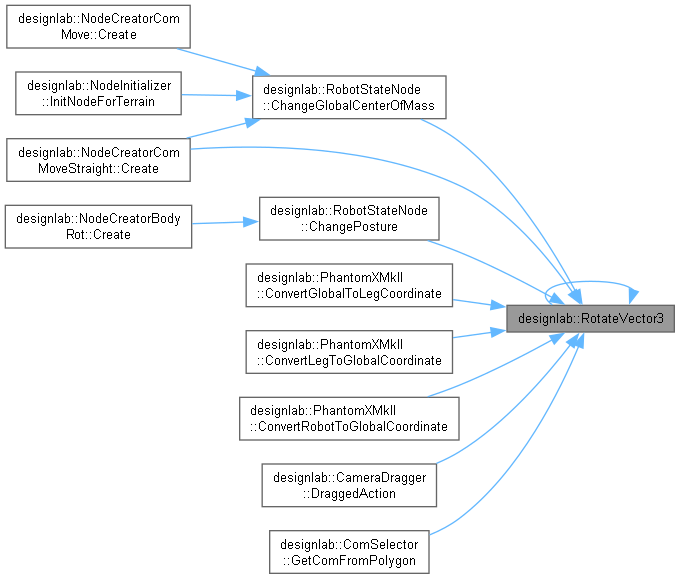 designlab::NodeCreatorCom
Move::Create
designlab::NodeInitializer
::InitNodeForTerrain
designlab::NodeCreatorCom
MoveStraight::Create
designlab::NodeCreatorBody
Rot::Create
designlab::RobotStateNode
::ChangeGlobalCenterOfMass
designlab::RobotStateNode
::ChangePosture
designlab::PhantomXMkII
::ConvertGlobalToLegCoordinate
designlab::PhantomXMkII
::ConvertLegToGlobalCoordinate
designlab::PhantomXMkII
::ConvertRobotToGlobalCoordinate
designlab::CameraDragger
::DraggedAction
designlab::ComSelector
::GetComFromPolygon
designlab::RotateVector3